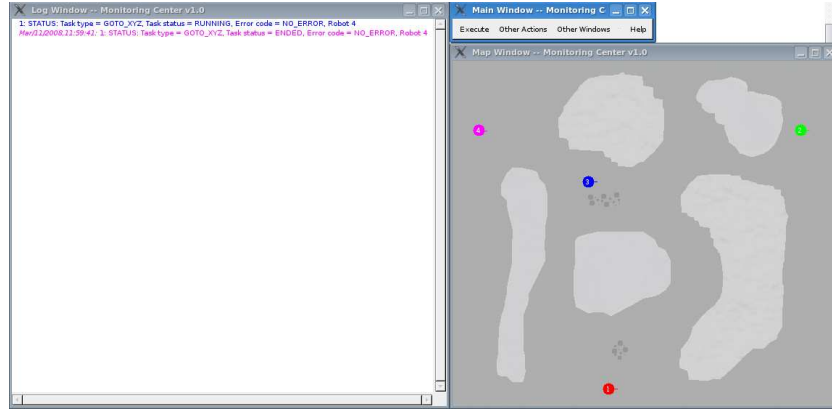 Log Window -- Monitoring Center v1.0
1: STATUS: Task type = GOTO_XYZ, Task status = RUNNING, Error code = NO_ERROR, Robot 4
Mar/11/2008,11:59:41: 1: STATUS: Task type = GOTO_XYZ, Task status = ENDED, Error code = NO_ERROR, Robot 4
Main Window -- Monitoring C
Execute Other Actions Other Windows Help
Map Window -- Monitoring Center v1.0
4
2
3
1